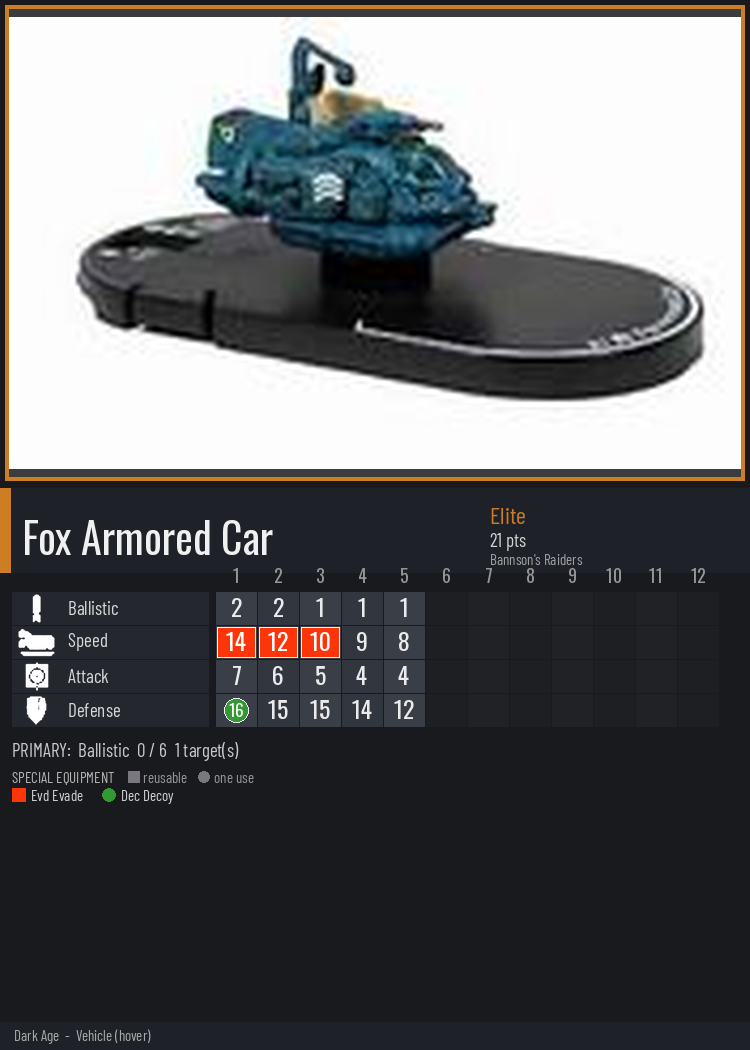 Fox Armored Car
Elite
21 pts
Bannson's Raiders
1 2 3 4 5 6 7 8 9 10 11 12
Ballistic 2 2 1 1 1
Speed 14 12 10 9 8
Attack 7 6 5 4 4
Defense 16 15 15 14 12
PRIMARY: Ballistic 0 / 6 1 target(s)
SPECIAL EQUIPMENT reusable one use
Evd Evade Dec Decoy
Dark Age - Vehicle (hover)